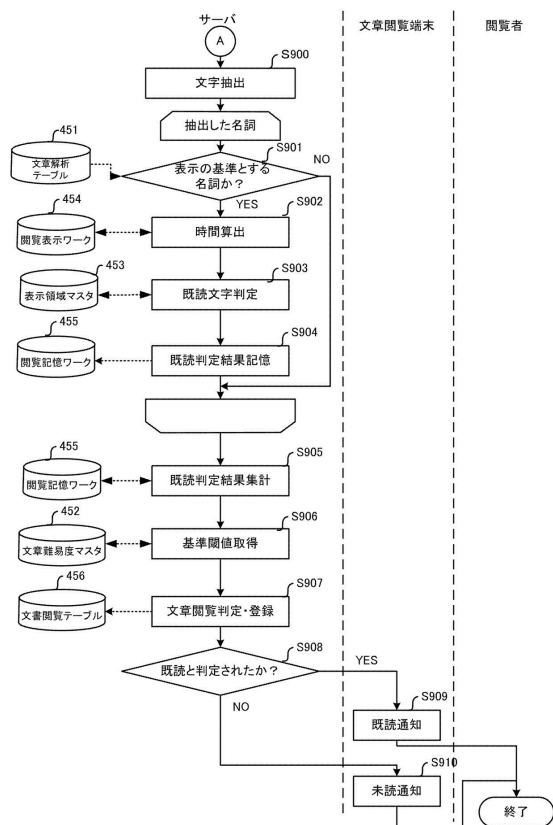 サーバ
文章閲覧端末
閲覧者
A
S900
文字抽出
抽出した名詞
451
文章解析
テーブル
S901
表示の基準とする
名詞か？
NO
YES
454
閲覧表示ワーク
S902
時間算出
453
表示領域マスタ
S903
既読文字判定
455
閲覧記憶ワーク
S904
既読判定結果記憶
455
閲覧記憶ワーク
S905
既読判定結果集計
452
文章難易度マスタ
S906
基準閾値取得
456
文書閲覧テーブル
S907
文章閲覧判定・登録
S908
既読と判定されたか？
YES
NO
S909
既読通知
S910
未読通知
終了